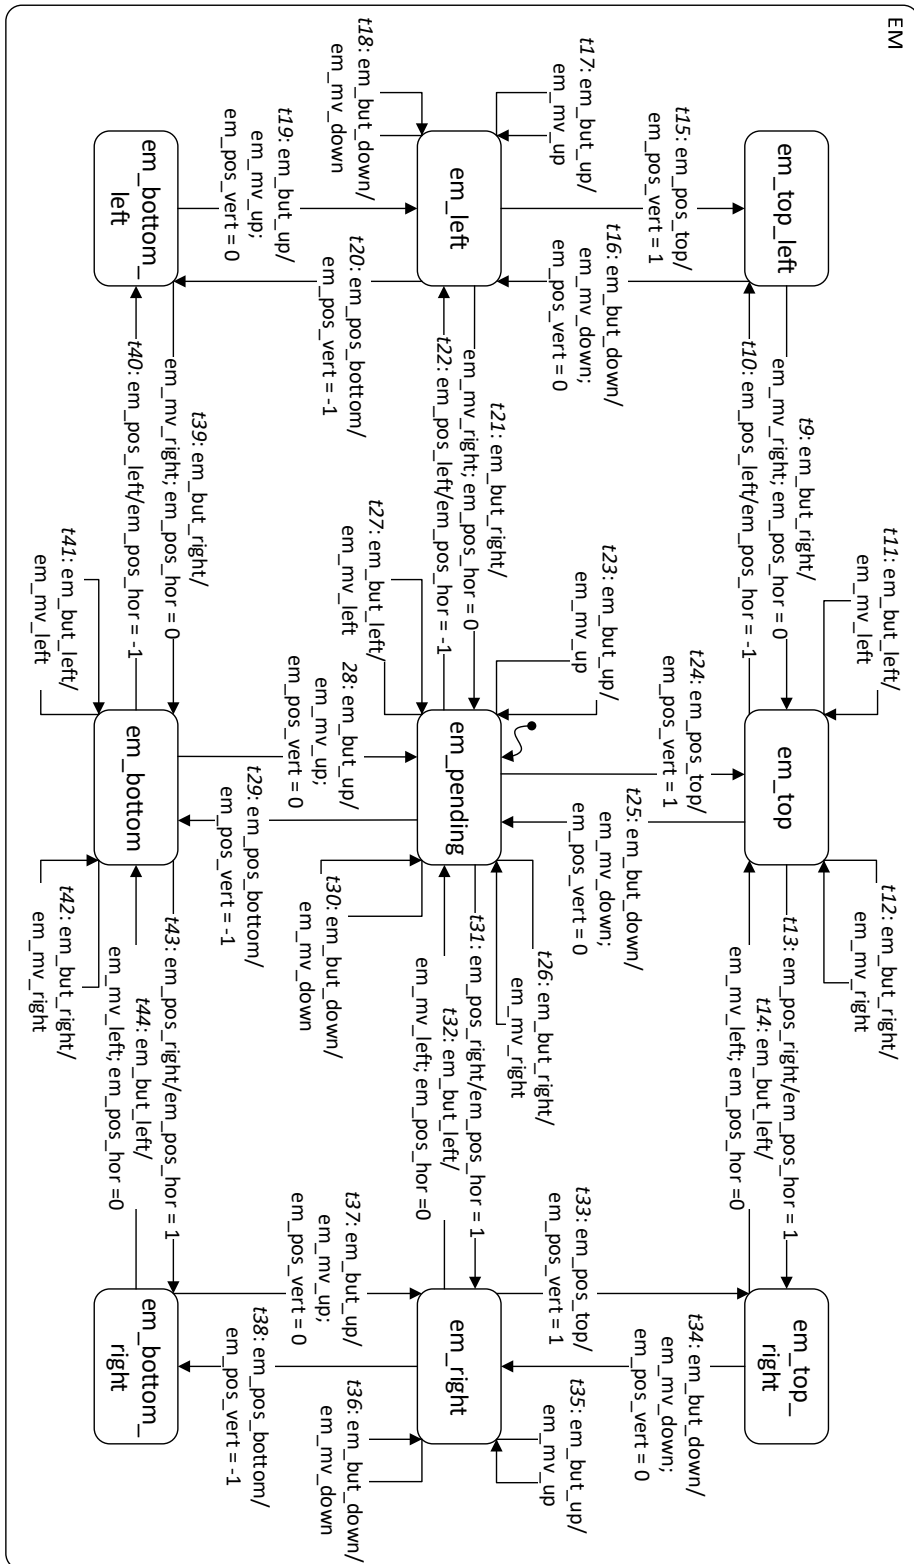 EM
em_top_left
t9: em_but_right/
em_mv_right; em_pos_hor = 0
t10: em_pos_left/em_pos_hor = -1
t11: em_but_left/
em_mv_left
em_top
t12: em_but_right/
em_mv_right
t13: em_pos_right/em_pos_hor = 1
t14: em_but_left/
em_mv_left; em_pos_hor =0
em_top_
right
t15: em_pos_top/
em_pos_vert = 1
t16: em_but_down/
em_mv_down;
em_pos_vert = 0
t17: em_but_up/
em_mv_up
t24: em_pos_top/
em_pos_vert = 1
t25: em_but_down/
em_mv_down;
em_pos_vert = 0
t23: em_but_up/
em_mv_up
t26: em_but_right/
em_mv_right
t33: em_pos_top/
em_pos_vert = 1
t34: em_but_down/
em_mv_down;
em_pos_vert = 0
t35: em_but_up/
em_mv_up
em_left
t21: em_but_right/
em_mv_right; em_pos_hor = 0
t22: em_pos_left/em_pos_hor = -1
em_pending
t31: em_pos_right/em_pos_hor = 1
t32: em_but_left/
em_mv_left; em_pos_hor =0
em_right
t18: em_but_down/
em_mv_down
t19: em_but_up/
em_mv_up;
em_pos_vert = 0
t20: em_pos_bottom/
em_pos_vert = -1
t27: em_but_left/
em_mv_left
28: em_but_up/
em_mv_up;
em_pos_vert = 0
t29: em_pos_bottom/
em_pos_vert = -1
t30: em_but_down/
em_mv_down
t37: em_but_up/
em_mv_up;
em_pos_vert = 0
t38: em_pos_bottom/
em_pos_vert = -1
t36: em_but_down/
em_mv_down
em_bottom_
left
t39: em_but_right/
em_mv_right; em_pos_hor = 0
t40: em_pos_left/em_pos_hor = -1
t41: em_but_left/
em_mv_left
em_bottom
t42: em_but_right/
em_mv_right
t43: em_pos_right/em_pos_hor = 1
t44: em_but_left/
em_mv_left; em_pos_hor =0
em_bottom_
right